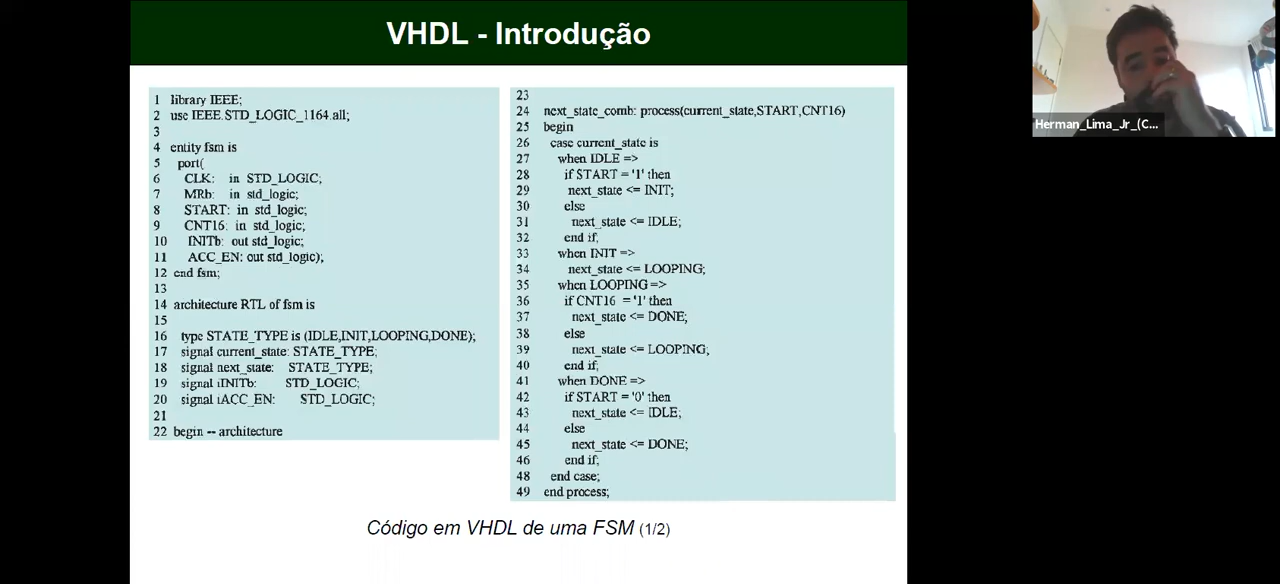 VHDL - Introdução
1 library IEEE;
2 use IEEE.STD_LOGIC_1164.all;
3
4 entity fsm is
5 port(
6 CLK: in STD_LOGIC;
7 MRb: in std_logic;
8 START: in std_logic;
9 CNT16: in std_logic;
10 INITb: out std_logic;
11 ACC_EN: out std_logic);
12 end fsm;
13
14 architecture RTL of fsm is
15
16 type STATE_TYPE is (IDLE,INIT,LOOPING,DONE);
17 signal current_state: STATE_TYPE;
18 signal next_state: STATE_TYPE;
19 signal iINITb: STD_LOGIC;
20 signal iACC_EN: STD_LOGIC;
21
22 begin -- architecture
23
24 next_state_comb: process(current_state,START,CNT16)
25 begin
26 case current_state is
27 when IDLE =>
28 if START = '1' then
29 next_state <= INIT;
30 else
31 next_state <= IDLE;
32 end if;
33 when INIT =>
34 next_state <= LOOPING;
35 when LOOPING =>
36 if CNT16 = '1' then
37 next_state <= DONE;
38 else
39 next_state <= LOOPING;
40 end if;
41 when DONE =>
42 if START = '0' then
43 next_state <= IDLE;
44 else
45 next_state <= DONE;
46 end if;
48 end case;
49 end process;
Código em VHDL de uma FSM (1/2)
Herman_Lima_Jr_(C...